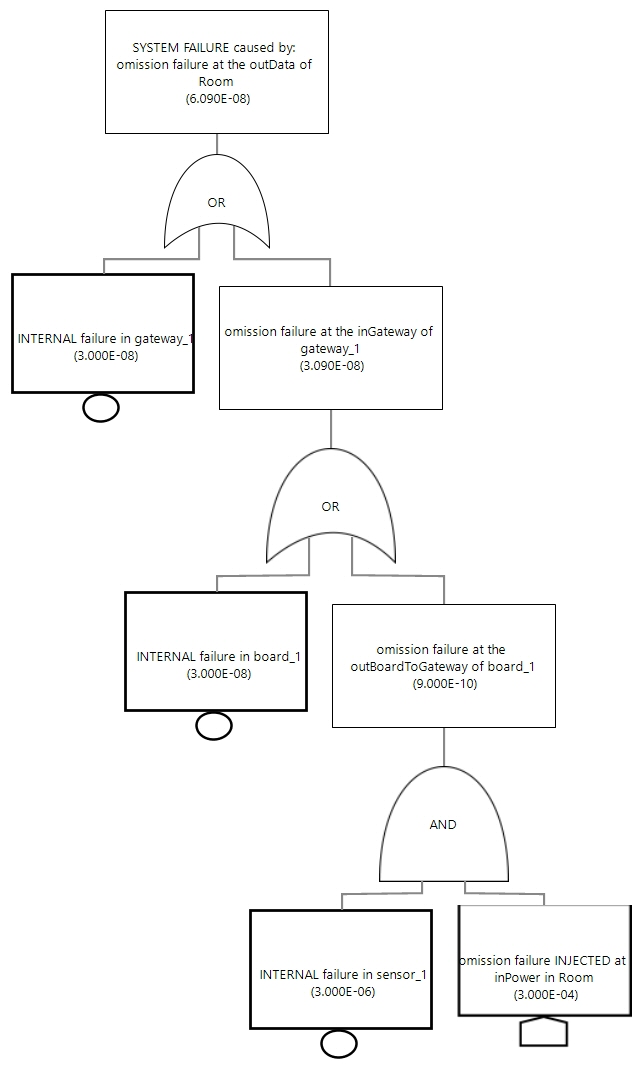 SYSTEM FAILURE caused by:
omission failure at the outData of
Room
(6.090E-08)
OR
INTERNAL failure in gateway_1
(3.000E-08)
omission failure at the inGateway of
gateway_1
(3.090E-08)
OR
INTERNAL failure in board_1
(3.000E-08)
omission failure at the
outBoardToGateway of board_1
(9.000E-10)
AND
INTERNAL failure in sensor_1
(3.000E-06)
omission failure INJECTED at
inPower in Room
(3.000E-04)